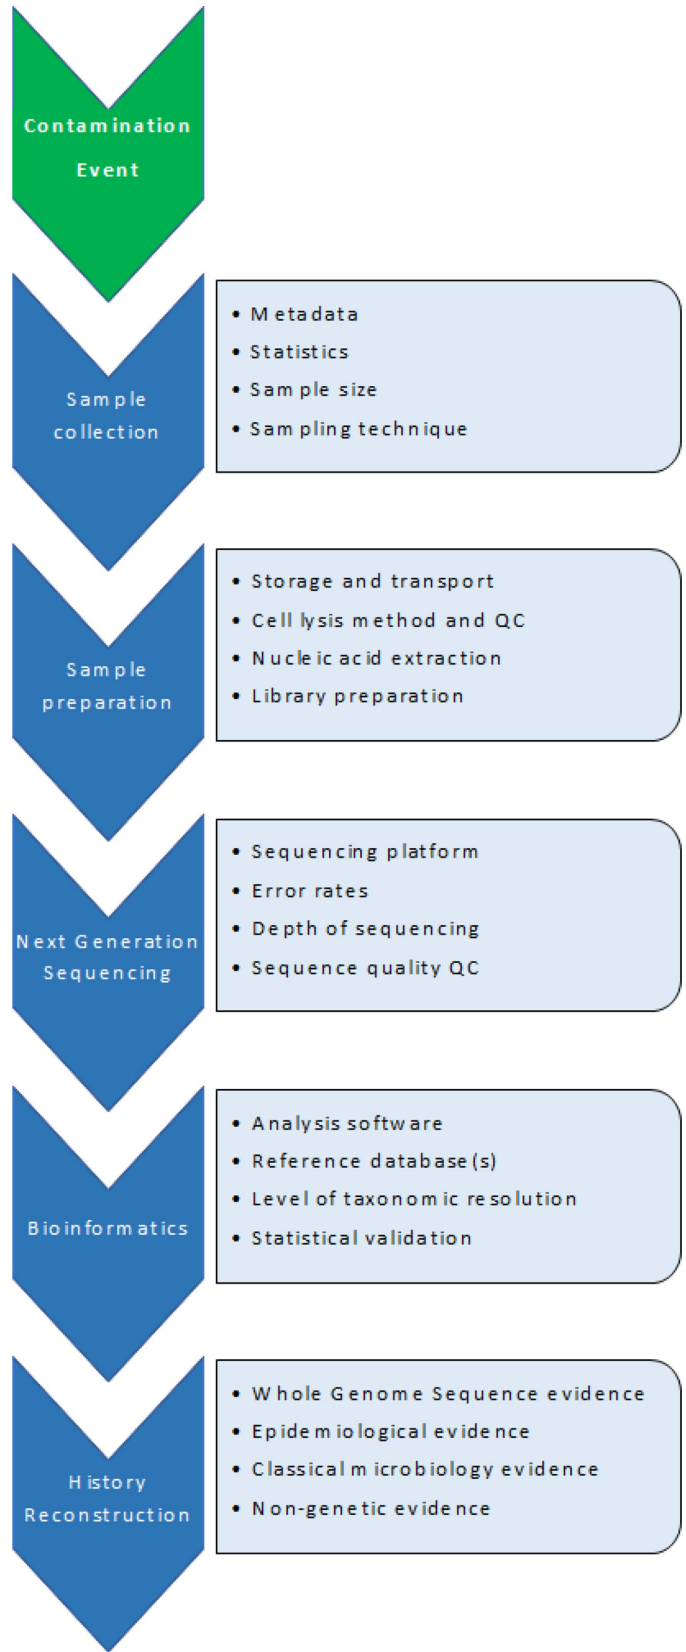 Contamination
Event
Sample
collection
• Metadata
• Statistics
• Sample size
• Sampling technique
Sample
preparation
• Storage and transport
• Cell lysis method and QC
• Nucleic acid extraction
• Library preparation
Next Generation
Sequencing
• Sequencing platform
• Error rates
• Depth of sequencing
• Sequence quality QC
Bioinformatics
• Analysis software
• Reference database(s)
• Level of taxonomic resolution
• Statistical validation
History
Reconstruction
• Whole Genome Sequence evidence
• Epidemiological evidence
• Classical microbiology evidence
• Non-genetic evidence